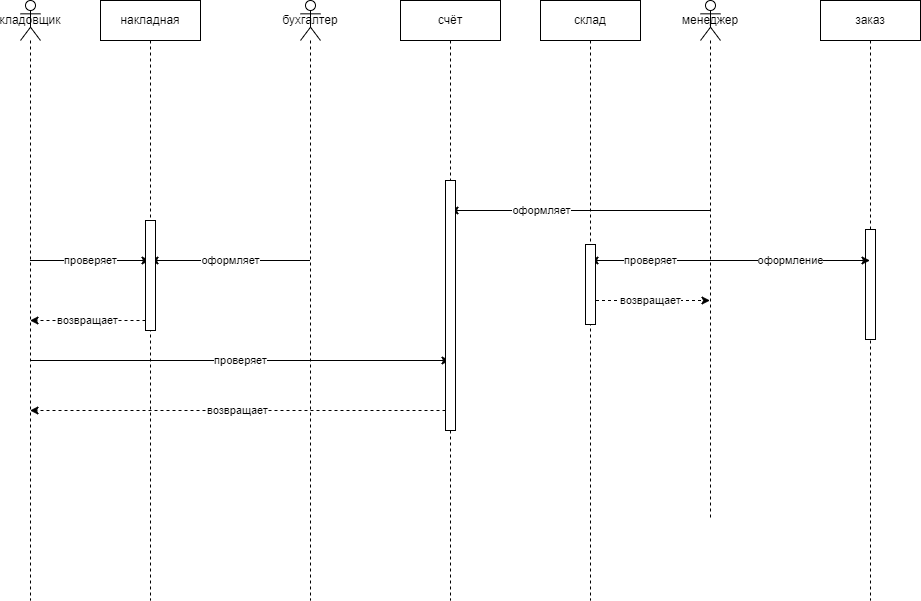 кладовщик
накладная
бухгалтер
счёт
склад
менеджер
заказ
оформляет
проверяет
оформляет
проверяет
оформление
возвращает
возвращает
проверяет
возвращает